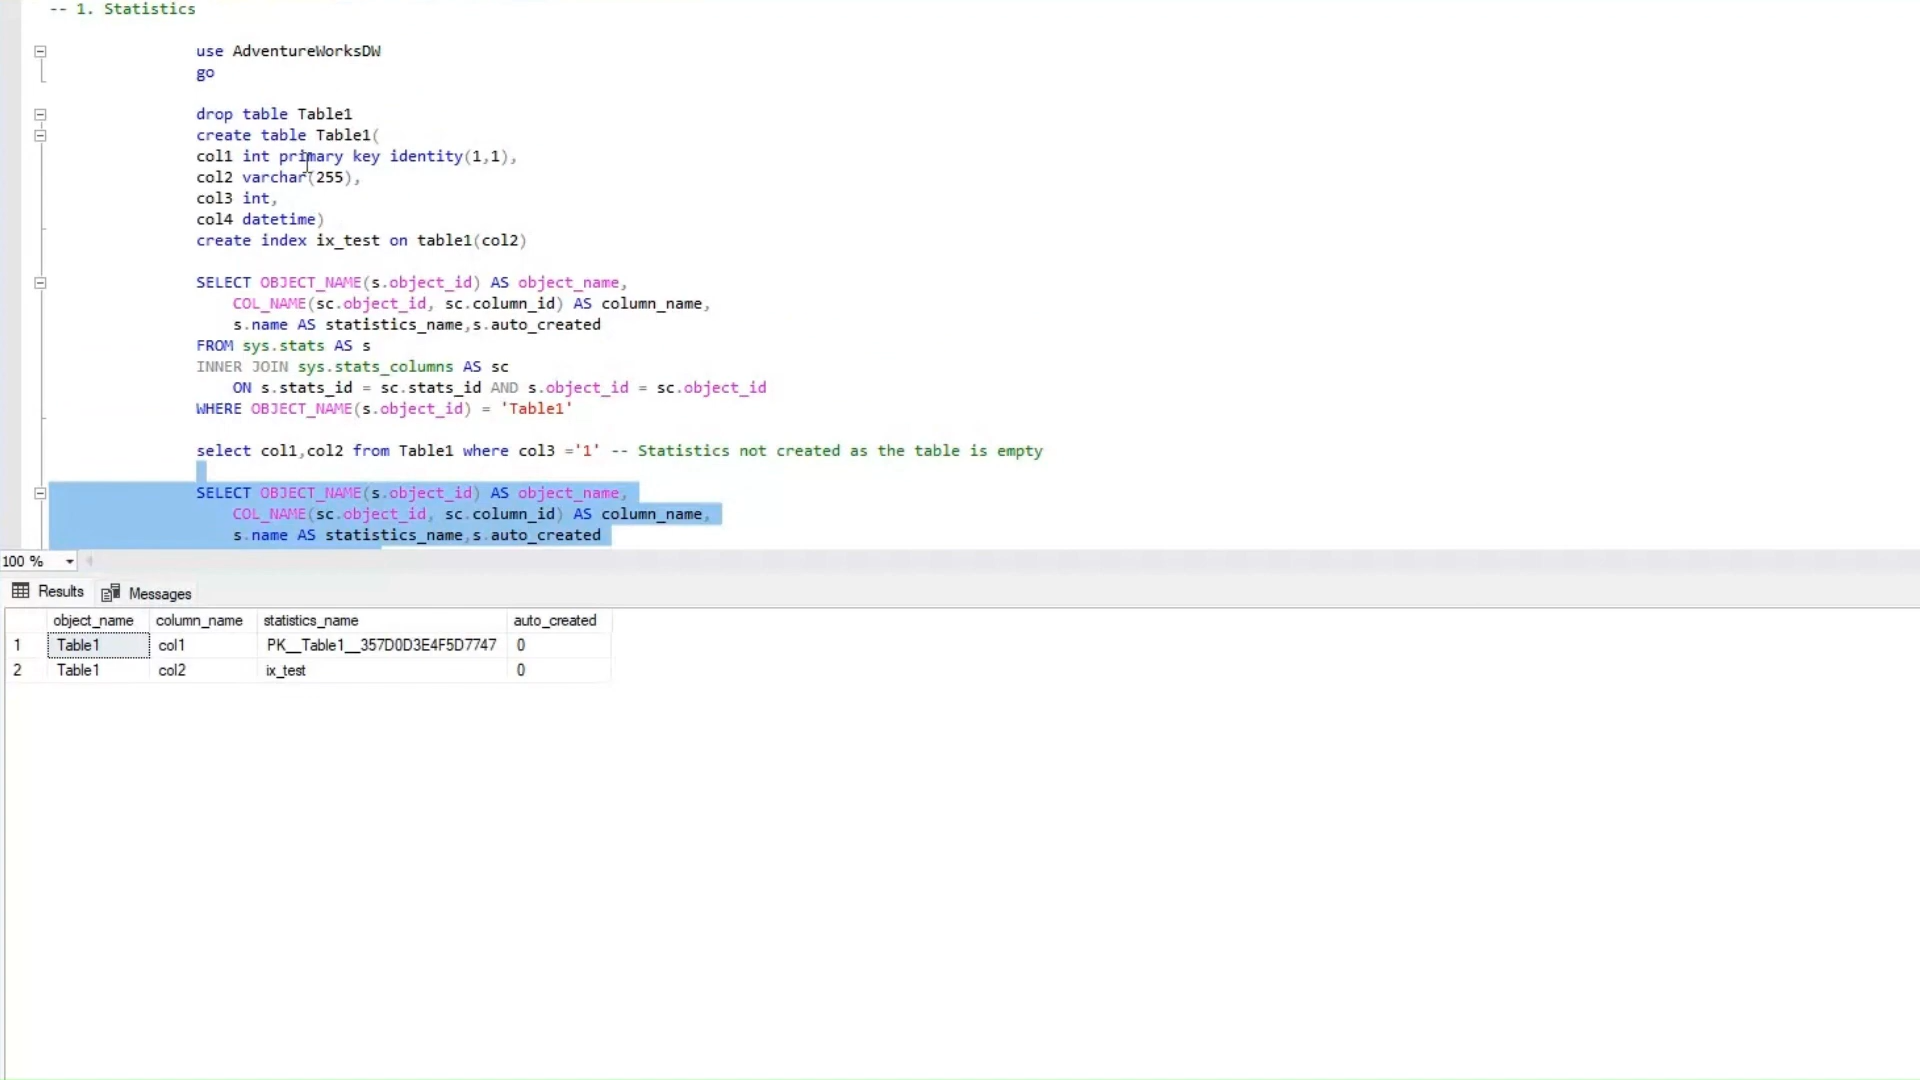 -- 1. Statistics
use AdventureWorksDW
go
drop table Table1
create table Table1(
col1 int primary key identity(1,1),
col2 varchar(255),
col3 int,
col4 datetime)
create index ix_test on table1(col2)
SELECT OBJECT_NAME(s.object_id) AS object_name,
COL_NAME(sc.object_id, sc.column_id) AS column_name,
s.name AS statistics_name,s.auto_created
FROM sys.stats AS s
INNER JOIN sys.stats_columns AS sc
ON s.stats_id = sc.stats_id AND s.object_id = sc.object_id
WHERE OBJECT_NAME(s.object_id) = 'Table1'
select col1,col2 from Table1 where col3 ='1' -- Statistics not created as the table is empty
SELECT OBJECT_NAME(s.object_id) AS object_name,
COL_NAME(sc.object_id, sc.column_id) AS column_name,
s.name AS statistics_name,s.auto_created
100 %
Results Messages
object_name column_name statistics_name auto_created
1 Table1 col1 PK__Table1__357D0D3E4F5D7747 0
2 Table1 col2 ix_test 0